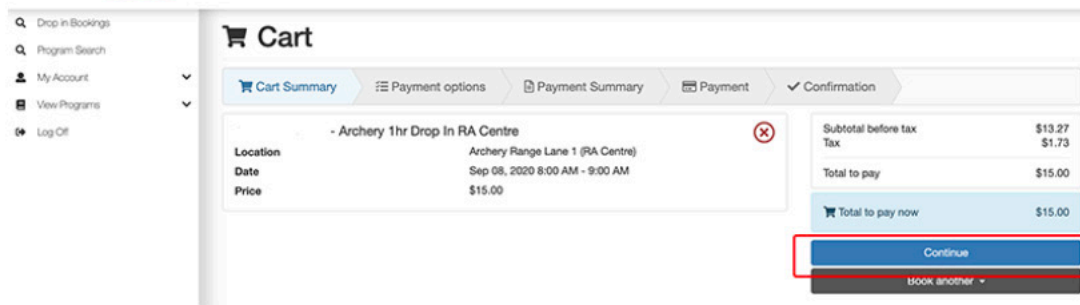 Drop in Bookings
Program Search
My Account
View Programs
Log Off
Cart
Cart Summary
Payment options
Payment Summary
Payment
Confirmation
- Archery 1hr Drop In RA Centre
Location Archery Range Lane 1 (RA Centre)
Date Sep 08, 2020 8:00 AM - 9:00 AM
Price $15.00
Subtotal before tax $13.27
Tax $1.73
Total to pay $15.00
Total to pay now $15.00
Continue
Book another